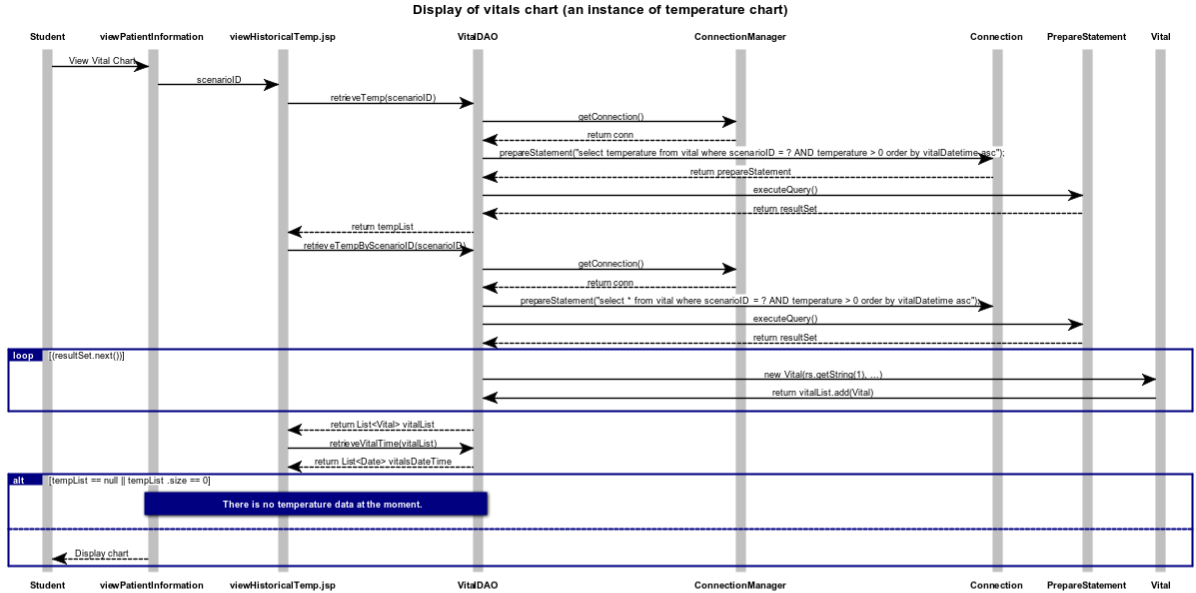 Display of vitals chart (an instance of temperature chart)
Student viewPatientInformation viewHistoricalTemp.jsp VitalDAO ConnectionManager Connection PrepareStatement Vital
View Vital Chart
scenarioID
retrieveTemp(scenarioID)
getConnection()
return conn
prepareStatement("select temperature from vital where scenarioID = ? AND temperature > 0 order by vitalDatetime asc");
return prepareStatement
executeQuery()
return resultSet
return tempList
retrieveTempByScenarioID(scenarioID)
getConnection()
return conn
prepareStatement("select * from vital where scenarioID = ? AND temperature > 0 order by vitalDatetime asc");
executeQuery()
return resultSet
loop [(resultSet.next())]
new Vital(rs.getString(1), ...)
return vitalList.add(Vital)
return List<Vital> vitalList
retrieveVitalTime(vitalList)
return List<Date> vitalsDateTime
alt [tempList == null || tempList .size == 0]
There is no temperature data at the moment.
Display chart
Student viewPatientInformation viewHistoricalTemp.jsp VitalDAO ConnectionManager Connection PrepareStatement Vital